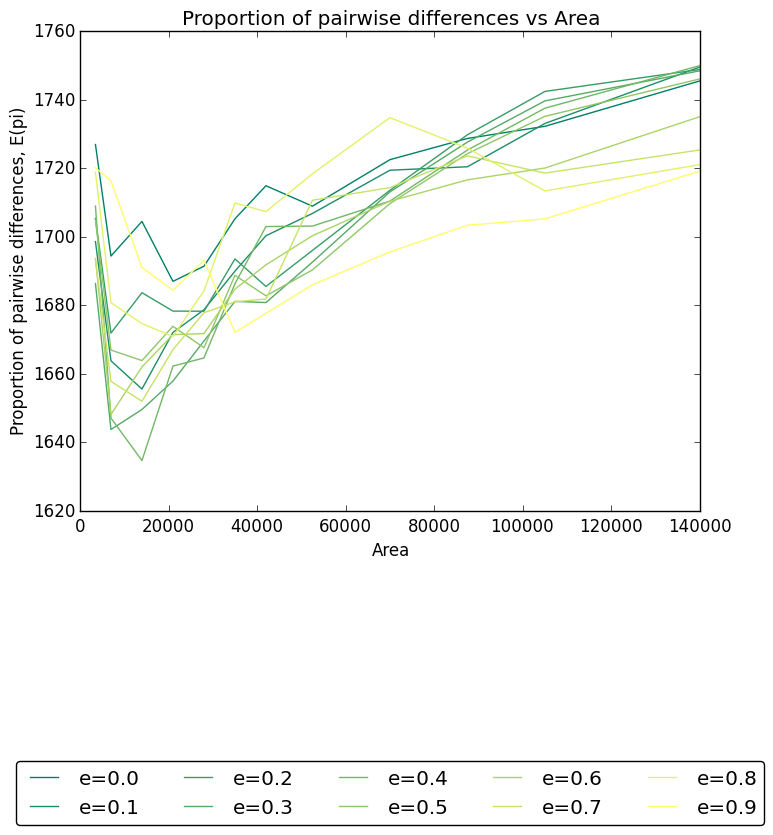 Proportion of pairwise differences vs Area
Proportion of pairwise differences, E(pi)
1760
1740
1720
1700
1680
1660
1640
1620
0 20000 40000 60000 80000 100000 120000 140000
Area
e=0.0 e=0.2 e=0.4 e=0.6 e=0.8
e=0.1 e=0.3 e=0.5 e=0.7 e=0.9